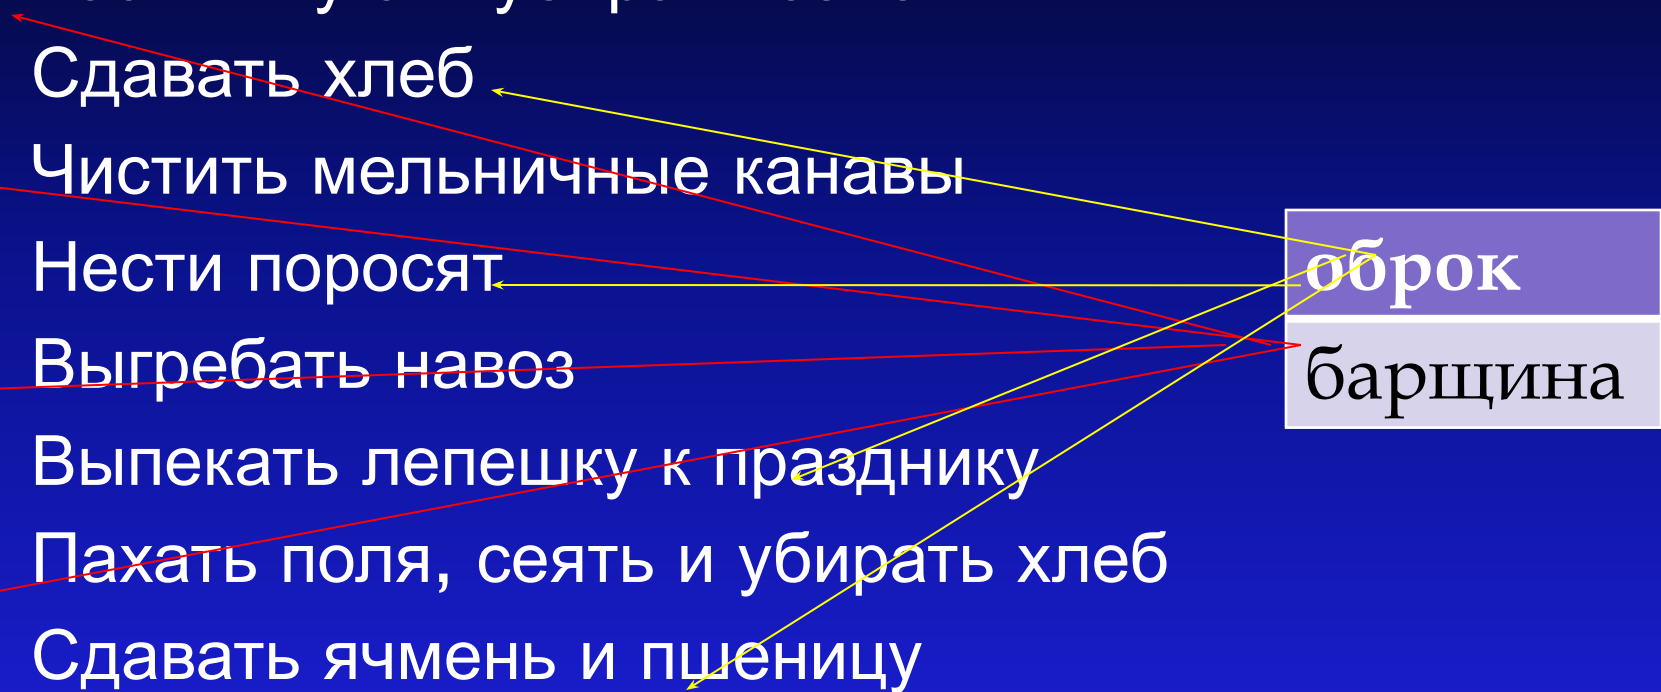 Сдавать хлеб
Чистить мельничные канавы
Нести поросят
Выгребать навоз
Выпекать лепешку к празднику
Пахать поля, сеять и убирать хлеб
Сдавать ячмень и пшеницу
оброк
барщина